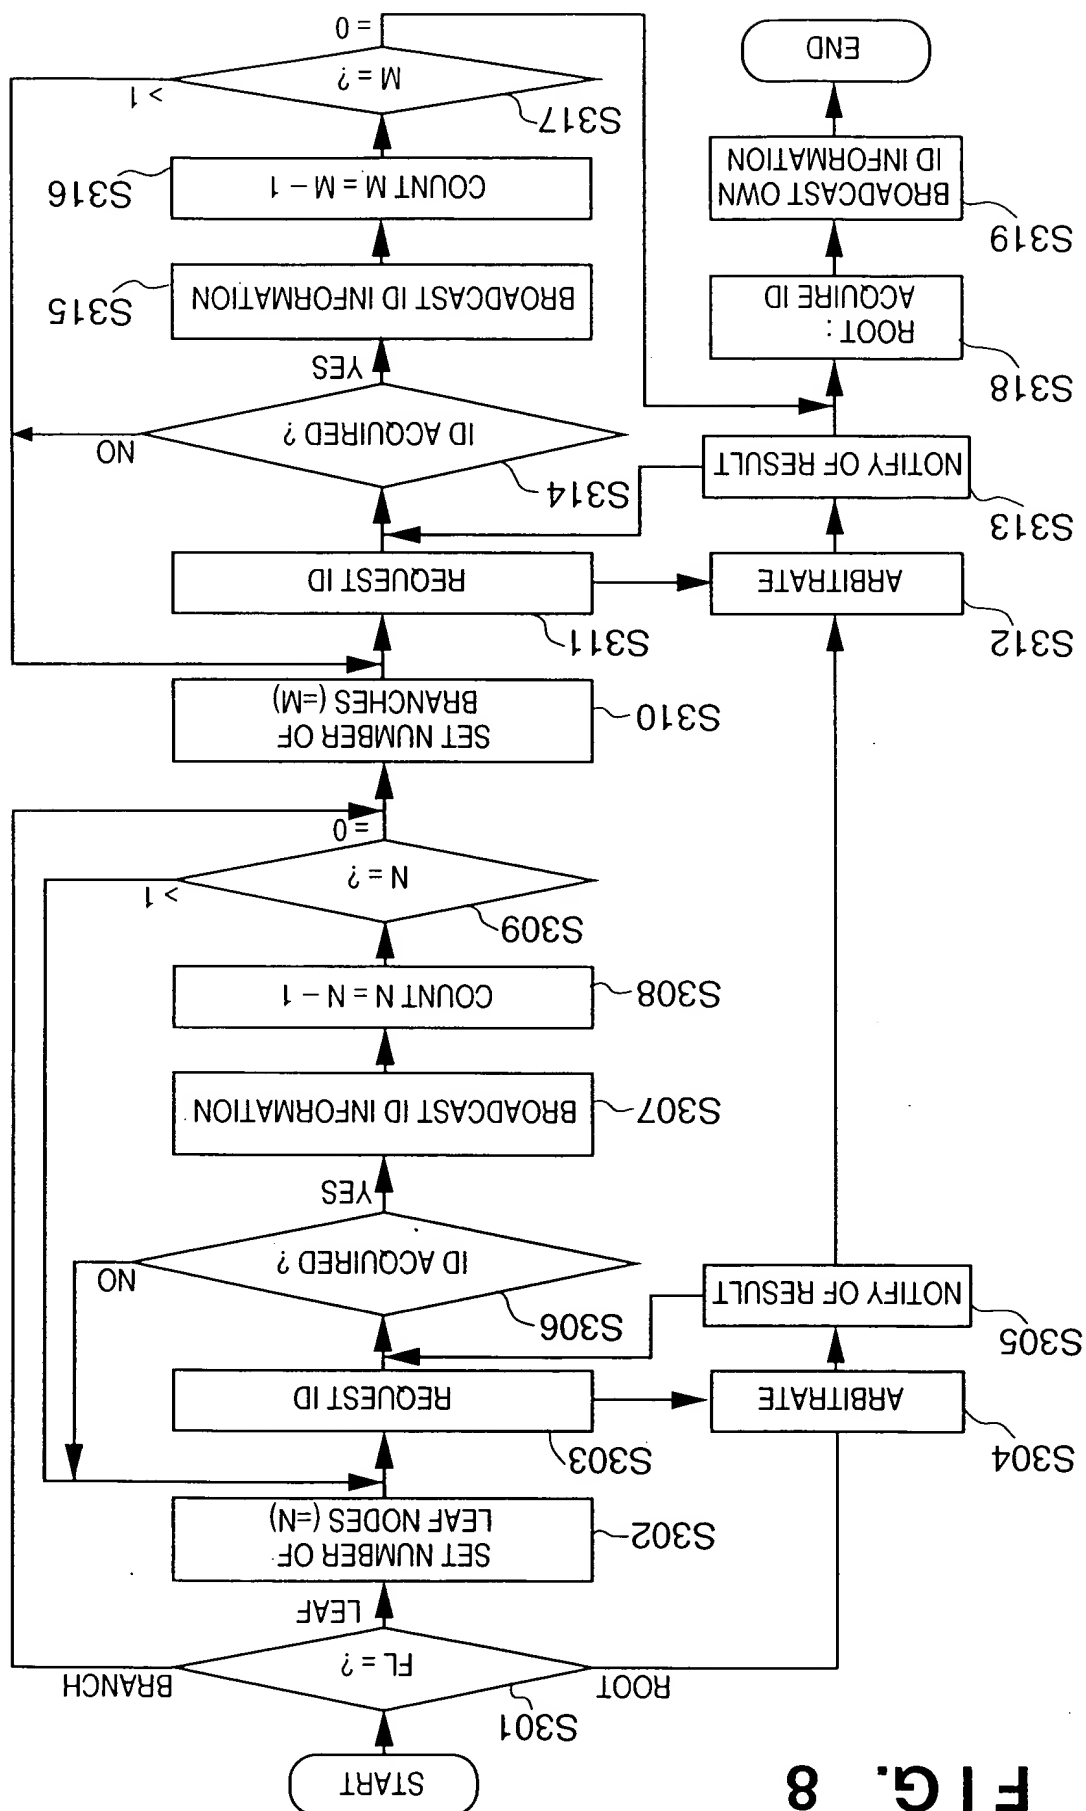 FIG. 8
START
S301
FL = ?
ROOT
BRANCH
LEAF
S302
SET NUMBER OF
LEAF NODES (=N)
S303
REQUEST ID
S304
ARBITRATE
S305
NOTIFY OF RESULT
S306
ID ACQUIRED ?
NO
YES
S307
BROADCAST ID INFORMATION
S308
COUNT N = N − 1
S309
N = ?
> 1
= 0
S310
SET NUMBER OF
BRANCHES (=M)
S311
REQUEST ID
S312
ARBITRATE
S313
NOTIFY OF RESULT
S314
ID ACQUIRED ?
NO
YES
S315
BROADCAST ID INFORMATION
S316
COUNT M = M − 1
S317
M = ?
> 1
= 0
S318
ROOT :
ACQUIRE ID
S319
BROADCAST OWN
ID INFORMATION
END